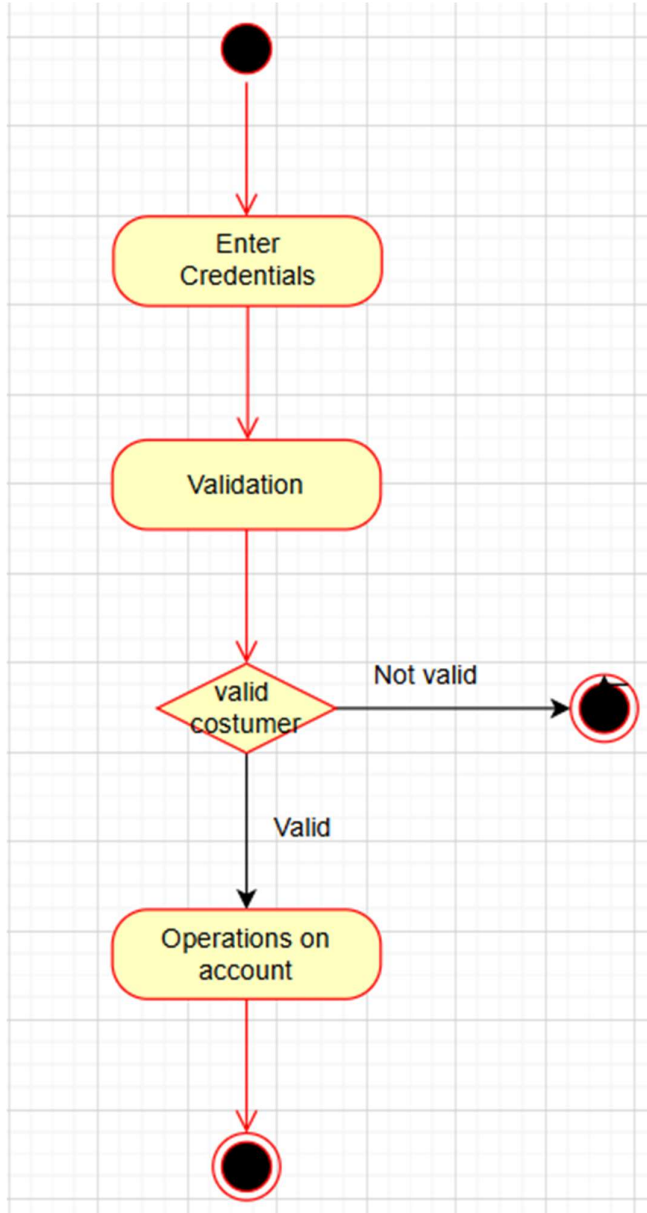 Enter
Credentials
Validation
valid
costumer
Not valid
Valid
Operations on
account